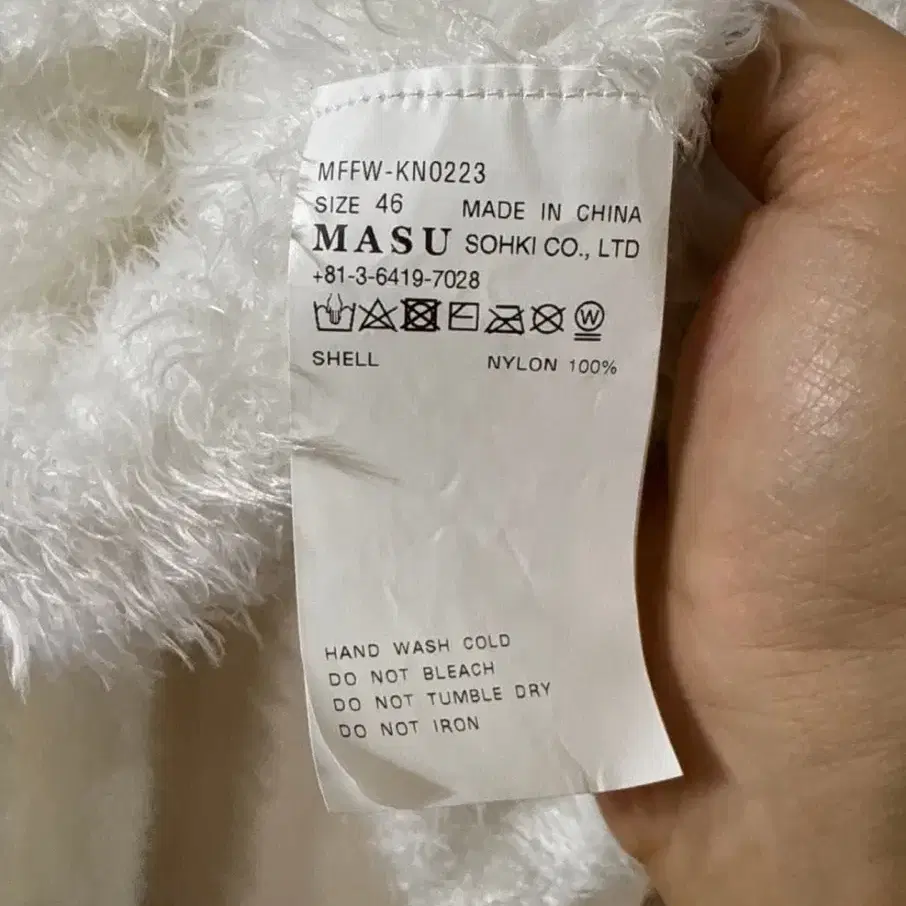 MFFW-KN0223
SIZE 46 MADE IN CHINA
MASU SOHKI CO., LTD
+81-3-6419-7028
W
SHELL NYLON 100%
HAND WASH COLD
DO NOT BLEACH
DO NOT TUMBLE DRY
DO NOT IRON